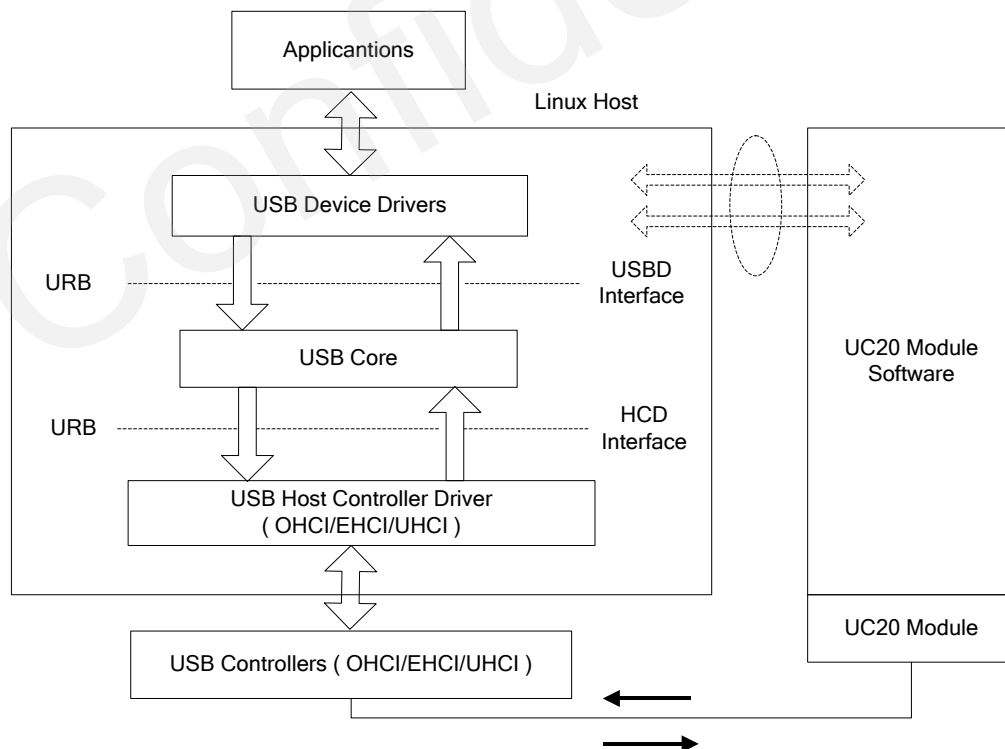 Applicantions
Linux Host
USB Device Drivers
URB
USBD
Interface
USB Core
UC20 Module
Software
URB
HCD
Interface
USB Host Controller Driver
( OHCI/EHCI/UHCI )
UC20 Module
USB Controllers ( OHCI/EHCI/UHCI )